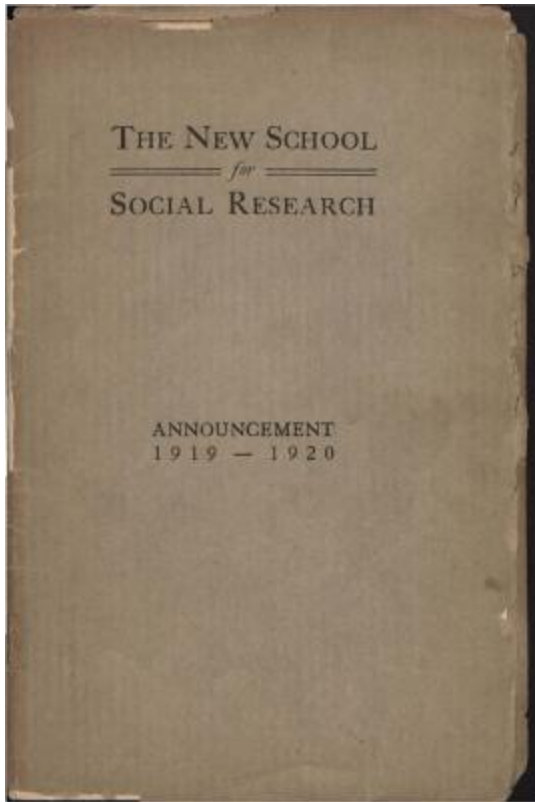 THE NEW SCHOOL
for
SOCIAL RESEARCH
ANNOUNCEMENT
1919 — 1920